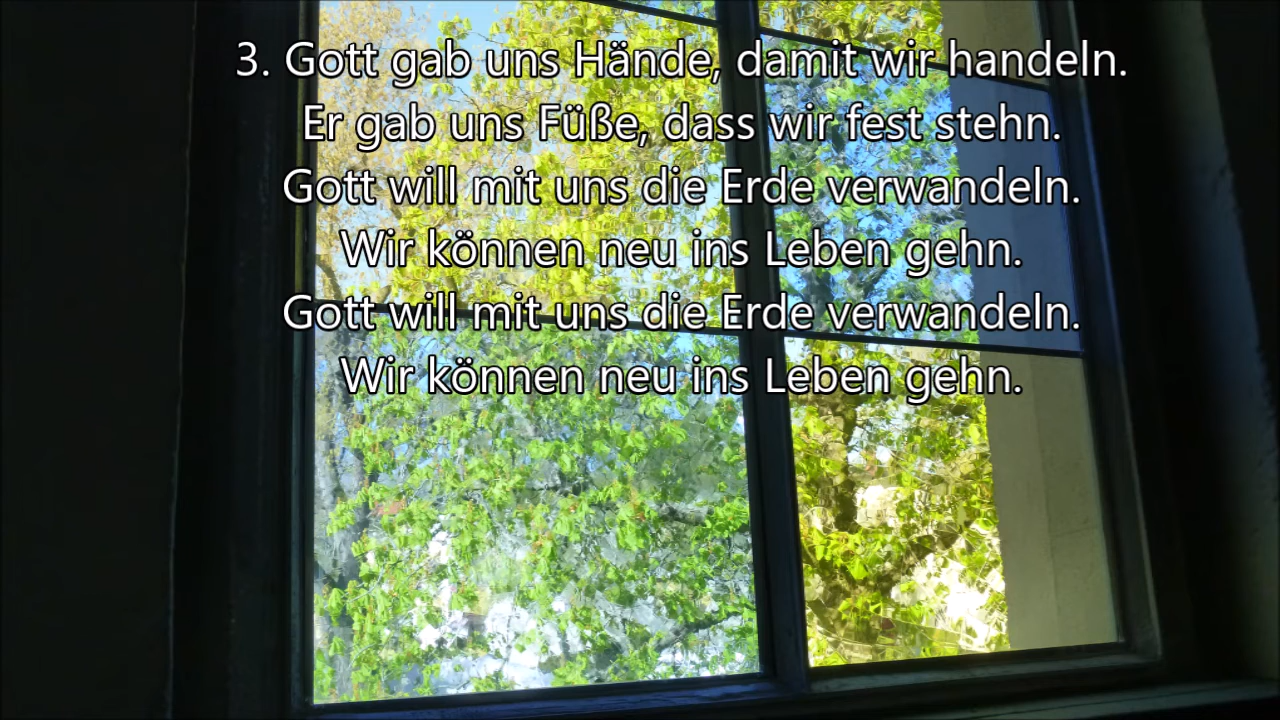 3. Gott gab uns Hände, damit wir handeln.
Er gab uns Füße, dass wir fest stehn.
Gott will mit uns die Erde verwandeln.
Wir können neu ins Leben gehn.
Gott will mit uns die Erde verwandeln.
Wir können neu ins Leben gehn.